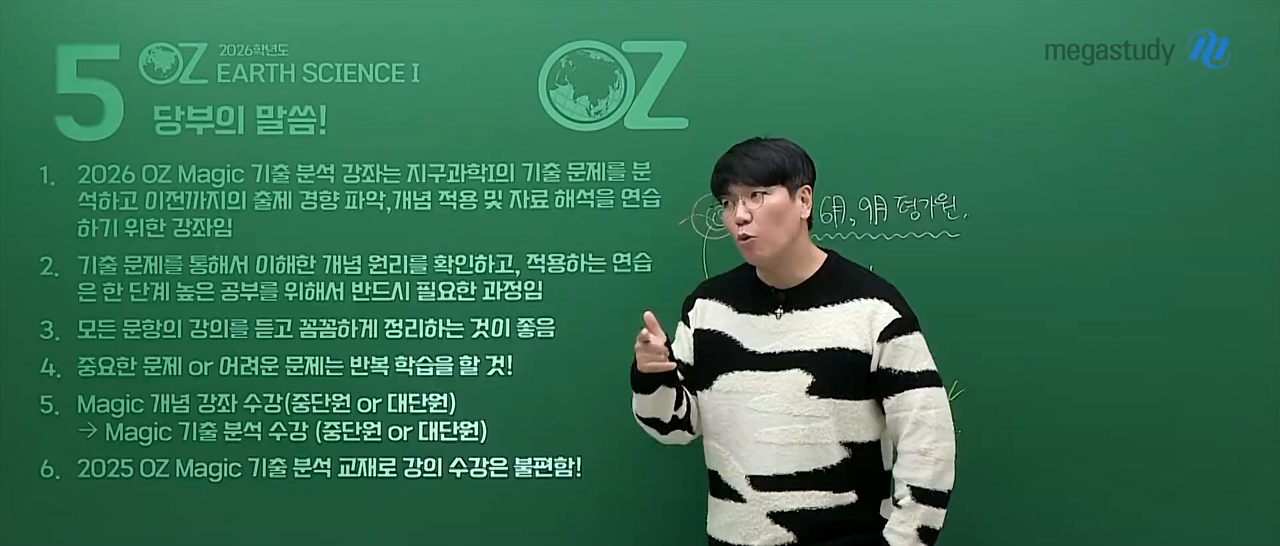 5
OZ
2026학년도
EARTH SCIENCE I
당부의 말씀!
OZ
megastudy
1. 2026 OZ Magic 기출 분석 강좌는 지구과학I의 기출 문제를 분
석하고 이전까지의 출제 경향 파악,개념 적용 및 자료 해석을 연습
하기 위한 강좌임
2. 기출 문제를 통해서 이해한 개념 원리를 확인하고, 적용하는 연습
은 한 단계 높은 공부를 위해서 반드시 필요한 과정임
3. 모든 문항의 강의를 듣고 꼼꼼하게 정리하는 것이 좋음
4. 중요한 문제 or 어려운 문제는 반복 학습을 할 것!
5. Magic 개념 강좌 수강(중단원 or 대단원)
→ Magic 기출 분석 수강 (중단원 or 대단원)
6. 2025 OZ Magic 기출 분석 교재로 강의 수강은 불편함!
6月, 9月 평가원.